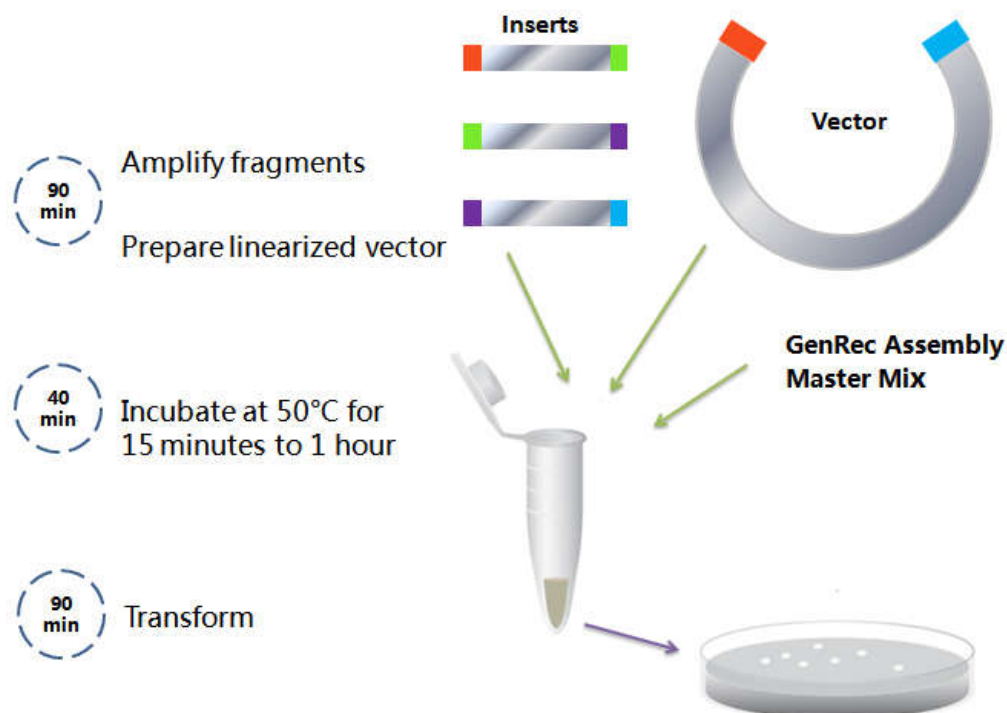 Inserts
Vector
90
min
Amplify fragments
Prepare linearized vector
GenRec Assembly
Master Mix
40
min
Incubate at 50°C for
15 minutes to 1 hour
90
min
Transform